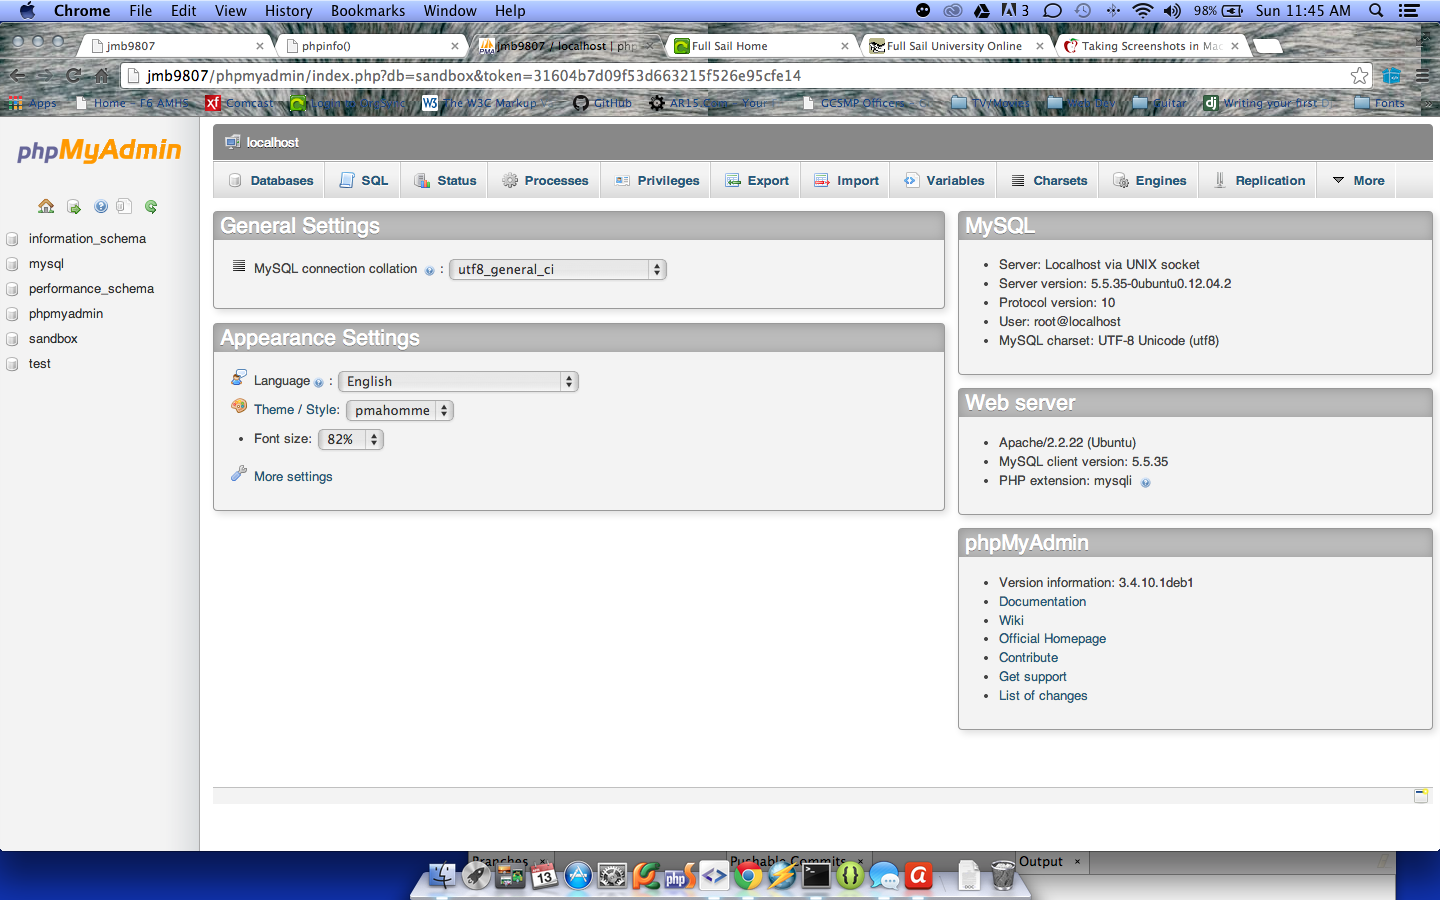 Chrome File Edit View History Bookmarks Window Help 3 98% Sun 11:45 AM
jmb9807 phpinfo() jmb9807 / localhost | php Full Sail Home Full Sail University Online Taking Screenshots in Mac
jmb9807/phpmyadmin/index.php?db=sandbox&token=31604b7d09f53d663215f526e95cfe14
Apps Home - T6 AMHS Comcast Login to The W3C Markup GitHub AR15.Com - Your GCSMP Officers TV/Movies Web Dev Guitar Writing your first D Fonts »
phpMyAdmin
information_schema
mysql
performance_schema
phpmyadmin
sandbox
test
localhost
Databases SQL Status Processes Privileges Export Import Variables Charsets Engines Replication More
General Settings
MySQL connection collation : utf8_general_ci
Appearance Settings
Language : English
Theme / Style: pmahomme
Font size: 82%
More settings
MySQL
Server: Localhost via UNIX socket
Server version: 5.5.35-0ubuntu0.12.04.2
Protocol version: 10
User: root@localhost
MySQL charset: UTF-8 Unicode (utf8)
Web server
Apache/2.2.22 (Ubuntu)
MySQL client version: 5.5.35
PHP extension: mysqli
phpMyAdmin
Version information: 3.4.10.1deb1
Documentation
Wiki
Official Homepage
Contribute
Get support
List of changes
Branches × Pushable Commits × Output ×
13 php